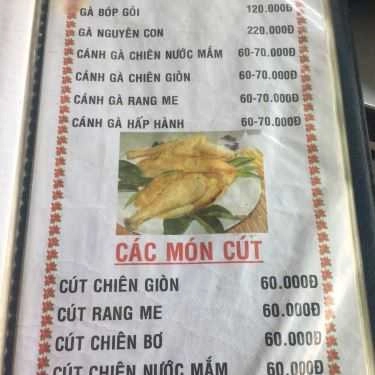 GÀ BÓP GỎI 120.000Đ
GÀ NGUYÊN CON 220.000Đ
CÁNH GÀ CHIÊN NƯỚC MẮM 60-70.000Đ
CÁNH GÀ CHIÊN GIÒN 60-70.000Đ
CÁNH GÀ RANG ME 60-70.000Đ
CÁNH GÀ HẤP HÀNH 60-70.000Đ
CÁC MÓN CÚT
CÚT CHIÊN GIÒN 60.000Đ
CÚT RANG ME 60.000Đ
CÚT CHIÊN BƠ 60.000Đ
CÚT CHIÊN NƯỚC MẮM 60.000Đ